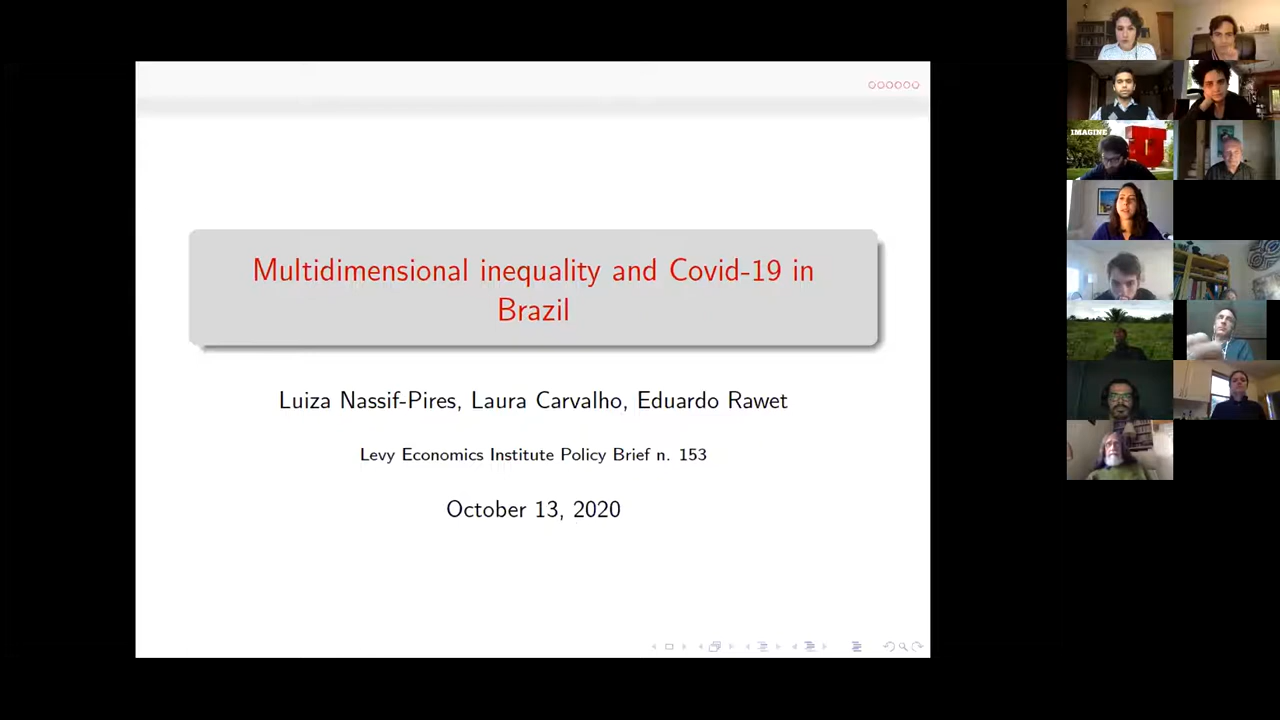 Multidimensional inequality and Covid-19 in
Brazil
Luiza Nassif-Pires, Laura Carvalho, Eduardo Rawet
Levy Economics Institute Policy Brief n. 153
October 13, 2020
IMAGINE
U